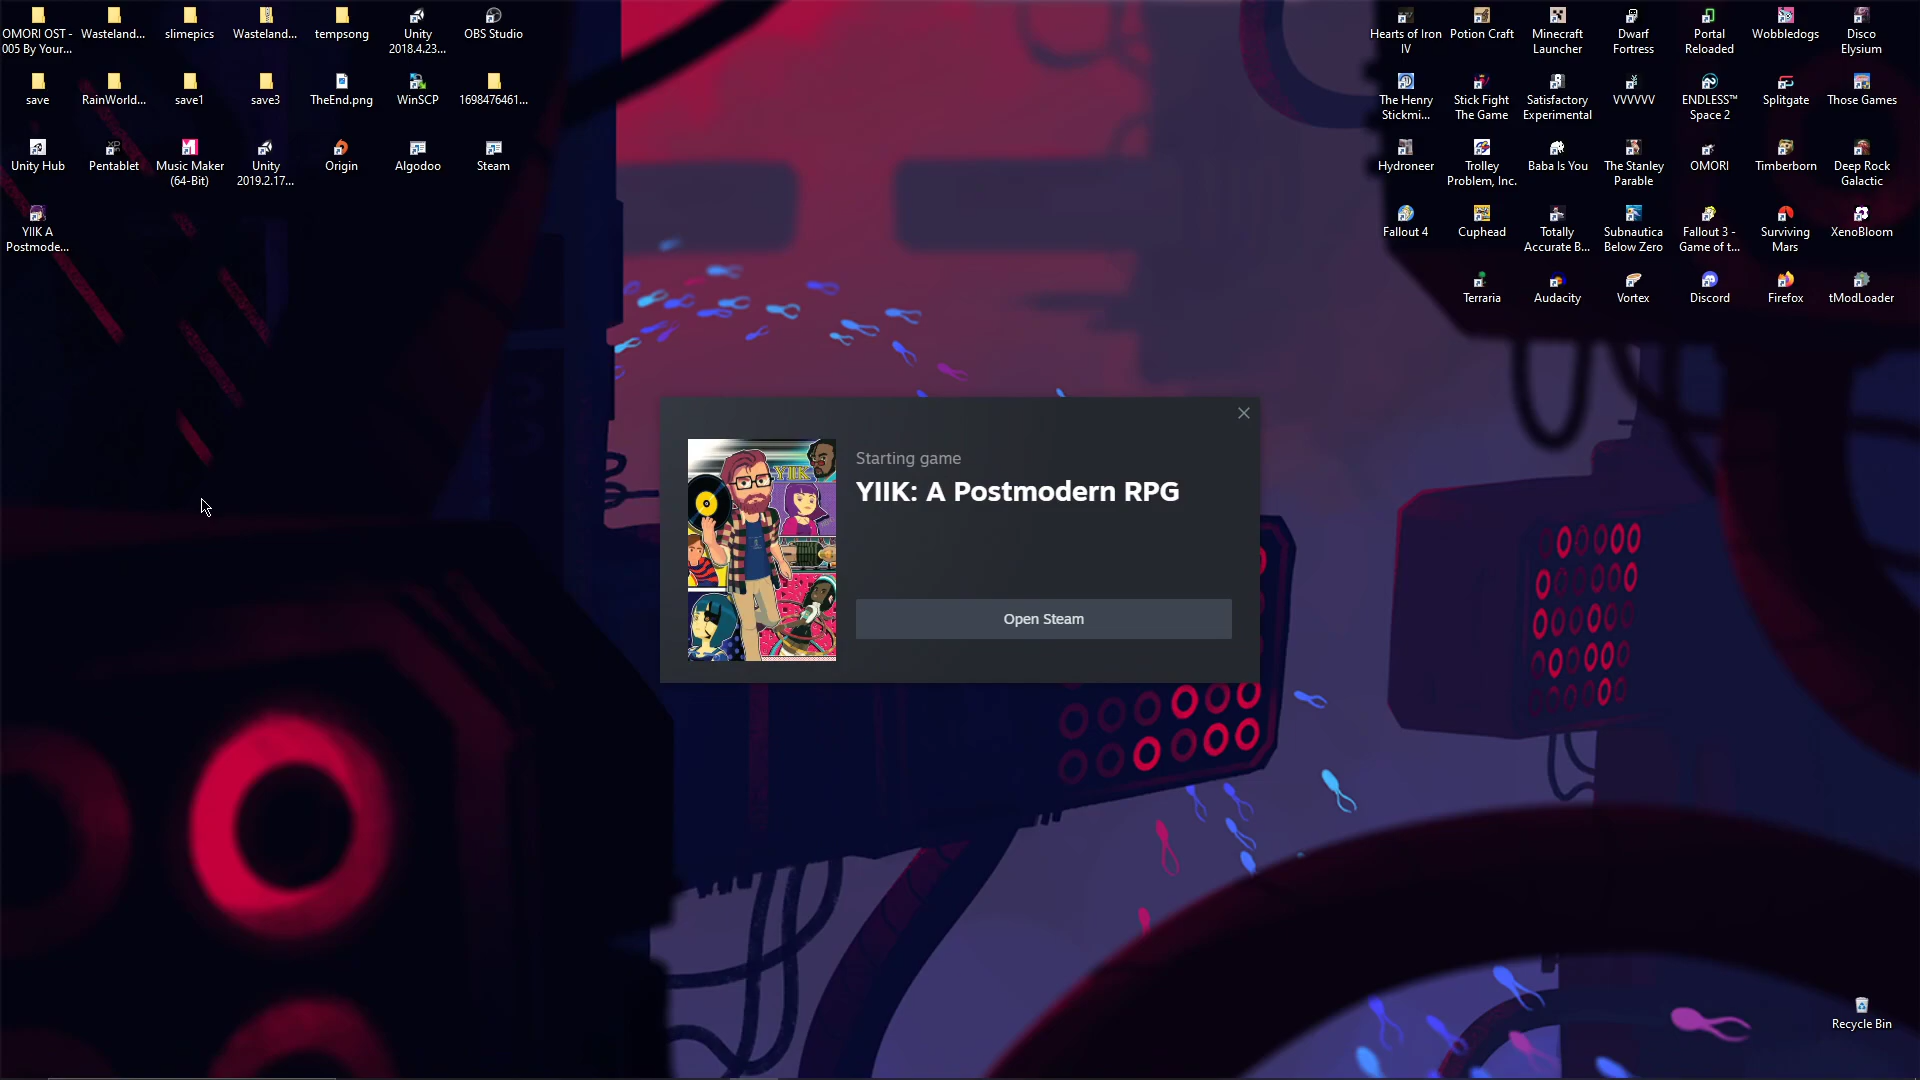 OMORI OST -
005 By Your...
Wasteland...
slimepics
Wasteland...
tempsong
Unity
2018.4.23...
OBS Studio
save
RainWorld...
save1
save3
TheEnd.png
WinSCP
1698476461...
Unity Hub
Pentablet
Music Maker
(64-Bit)
Unity
2019.2.17...
Origin
Algodoo
Steam
YIIK A
Postmode...
Hearts of Iron
IV
Potion Craft
Minecraft
Launcher
Dwarf
Fortress
Portal
Reloaded
Wobbledogs
Disco
Elysium
The Henry
Stickmi...
Stick Fight
The Game
Satisfactory
Experimental
VVVVVV
ENDLESS™
Space 2
Splitgate
Those Games
Hydroneer
Trolley
Problem, Inc.
Baba Is You
The Stanley
Parable
OMORI
Timberborn
Deep Rock
Galactic
Fallout 4
Cuphead
Totally
Accurate B...
Subnautica
Below Zero
Fallout 3 -
Game of t...
Surviving
Mars
XenoBloom
Terraria
Audacity
Vortex
Discord
Firefox
tModLoader
YIIK
Starting game
YIIK: A Postmodern RPG
Open Steam
Recycle Bin